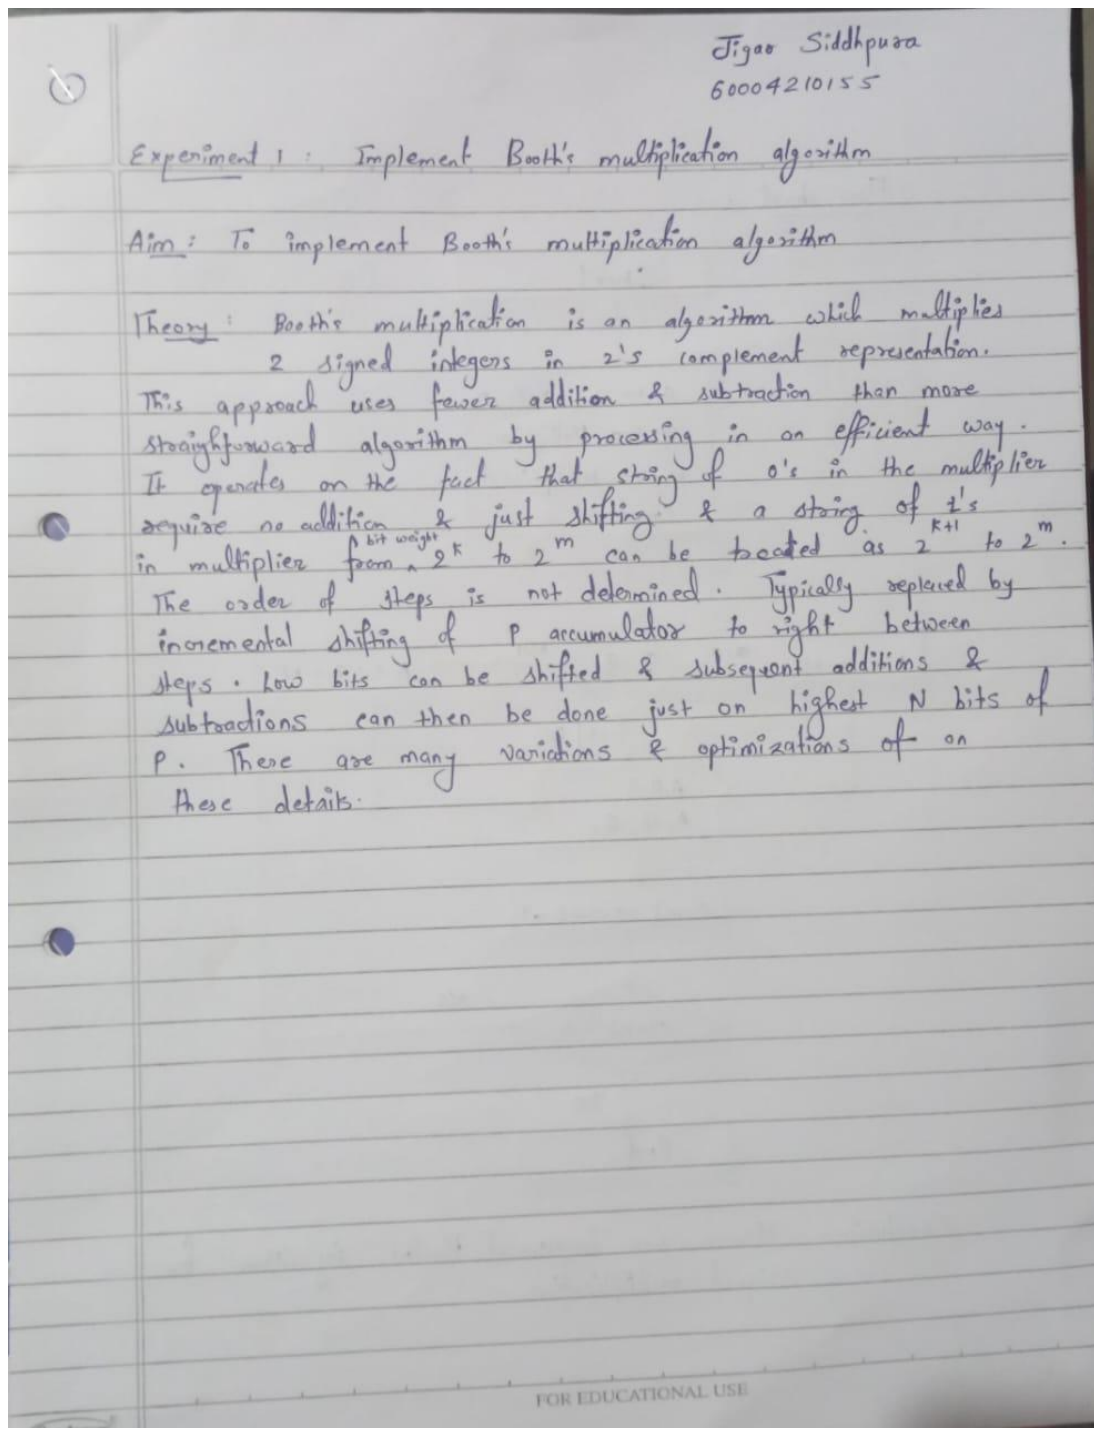 Jigar Siddhpura
60004210155
Experiment 1 : Implement Booth's multiplication algorithm
Aim : To implement Booth's multiplication algorithm
Theory : Booth's multiplication is an algorithm which multiplies
2 signed integers in 2's complement representation.
This approach uses fewer addition & subtraction than more
straighforward algorithm by processing in an efficient way.
It operates on the fact that string of 0's in the multiplier
require no addition & just shifting & a string of 1's
in multiplier from bit weight 2^k to 2^m can be treated as 2^k+1 to 2^m.
The order of steps is not determined. Typically replaced by
incremental shifting of P accumulator to right between
steps. Low bits can be shifted & subsequent additions &
subtractions can then be done just on highest N bits of
P. There are many variations & optimizations of on
these details.
FOR EDUCATIONAL USE